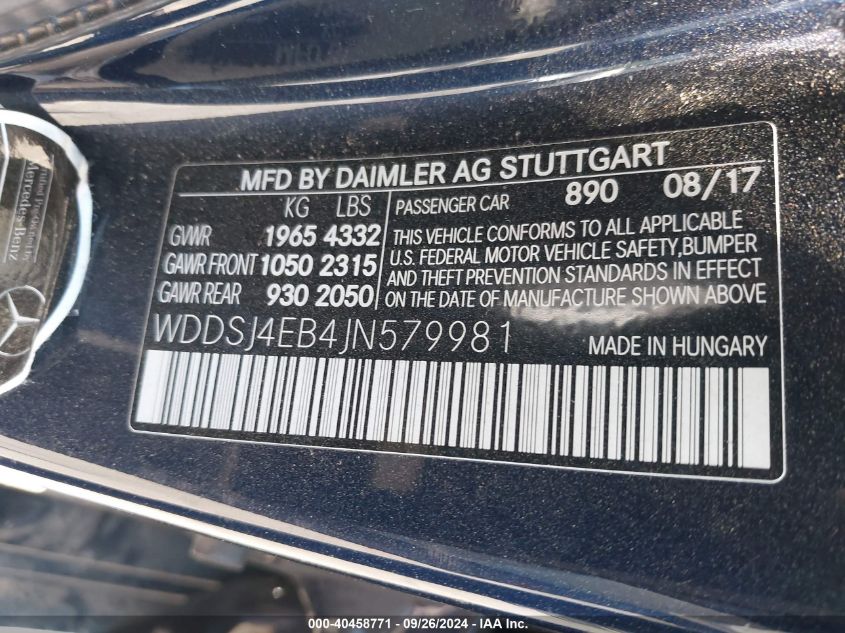 MFD BY DAIMLER AG STUTTGART
KG LBS
GVWR 1965 4332
GAWR FRONT 1050 2315
GAWR REAR 930 2050
PASSENGER CAR 890 08/17
THIS VEHICLE CONFORMS TO ALL APPLICABLE
U.S. FEDERAL MOTOR VEHICLE SAFETY,BUMPER
AND THEFT PREVENTION STANDARDS IN EFFECT
ON THE DATE OF MANUFACTURE SHOWN ABOVE
WDDSJ4EB4JN579981 MADE IN HUNGARY
Mercedes-Benz
000-40458771 - 09/26/2024 - IAA Inc.